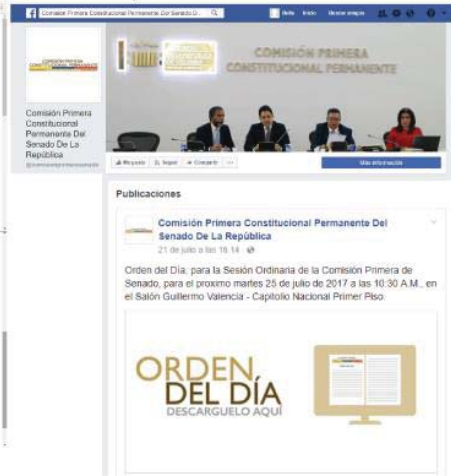 Comisión Primera Constitucional Permanente Del Senado D...
Inicio
COMISIÓN PRIMERA
CONSTITUCIONAL PERMANENTE
Comisión Primera
Constitucional
Permanente Del
Senado De La
República
Me gusta
Seguir
Compartir
Más información
Publicaciones
Comisión Primera Constitucional Permanente Del
Senado De La República
21 de julio a las 16:14
Orden del Día, para la Sesión Ordinaria de la Comisión Primera de
Senado, para el proximo martes 25 de julio de 2017 a las 10:30 A.M., en
el Salón Guillermo Valencia - Capitolio Nacional Primer Piso.
ORDEN
DEL DÍA
DESCARGUELO AQUÍ